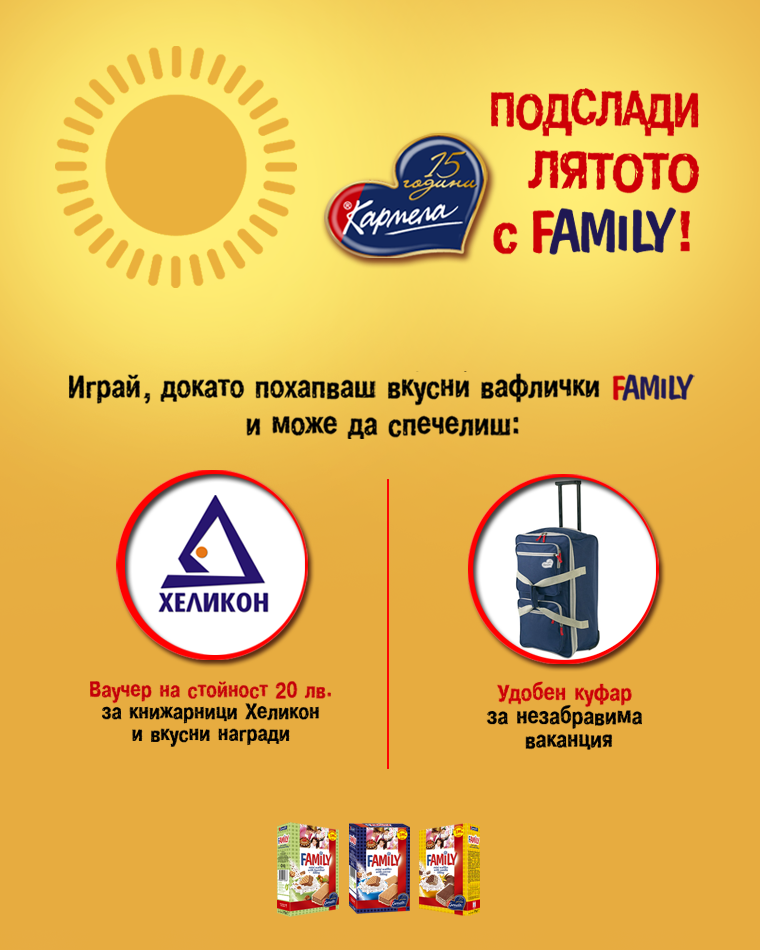 ПОДСЛАДИ
ЛЯТОТО
с FAMiLY!
15
години
®Кармела
Играй, докато похапваш вкусни вафлички FAMiLY
и може да спечелиш:
ХЕЛИКОН
Ваучер на стойност 20 лв.
за книжарници Хеликон
и вкусни награди
Удобен куфар
за незабравима
ваканция
FAMiLY
FAMiLY
FAMiLY